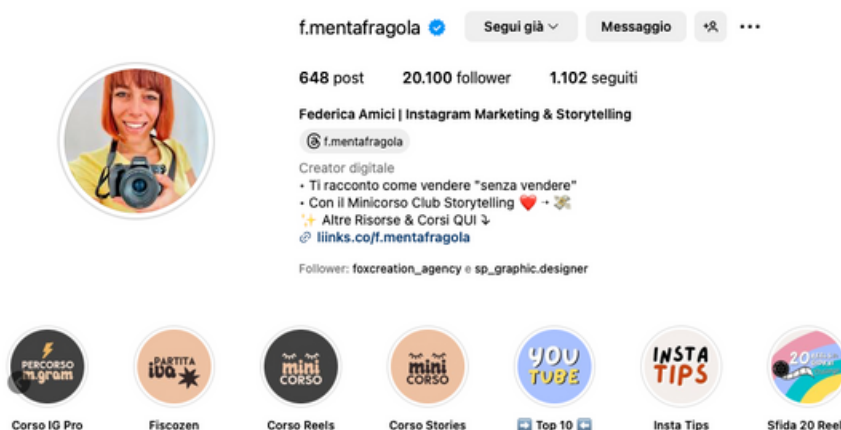 f.mentafragola Segui già Messaggio
648 post 20.100 follower 1.102 seguiti
Federica Amici | Instagram Marketing & Storytelling
f.mentafragola
Creator digitale
• Ti racconto come vendere "senza vendere"
• Con il Minicorso Club Storytelling ❤️ → 💸
✨ Altre Risorse & Corsi QUI ⤵
liinks.co/f.mentafragola
Follower: foxcreation_agency e sp_graphic.designer
PERCORSO
m.gram
PARTITA
iva
mini
CORSO
mini
CORSO
YOU
TUBE
INSTA
TIPS
20
Corso IG Pro
Fiscozen
Corso Reels
Corso Stories
➡️ Top 10 ⬅️
Insta Tips
Sfida 20 Reel